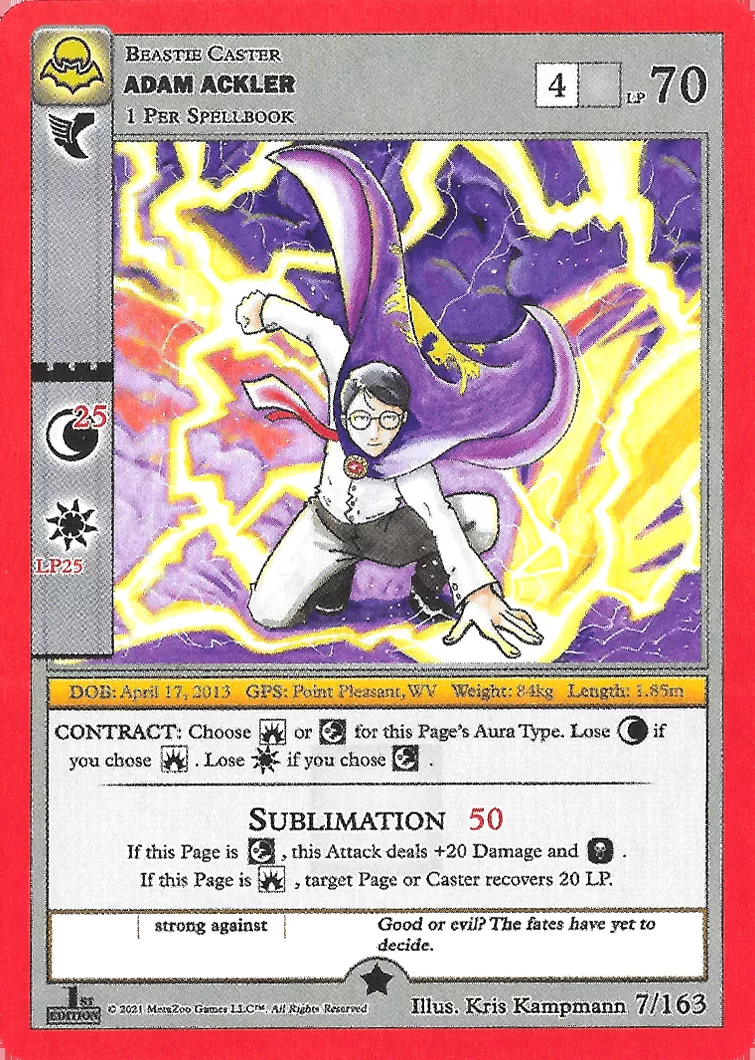 BEASTIE CASTER
ADAM ACKLER
1 PER SPELLBOOK
4
LP 70
25
LP25
DOB: April 17, 2013 GPS: Point Pleasant, WV Weight: 84kg Length: 1.85m
CONTRACT: Choose or for this Page's Aura Type. Lose if
you chose . Lose if you chose .
SUBLIMATION 50
If this Page is , this Attack deals +20 Damage and .
If this Page is , target Page or Caster recovers 20 LP.
strong against
Good or evil? The fates have yet to
decide.
1ST
EDITION
© 2021 MetaZoo Games LLC™. All Rights Reserved
Illus. Kris Kampmann 7/163